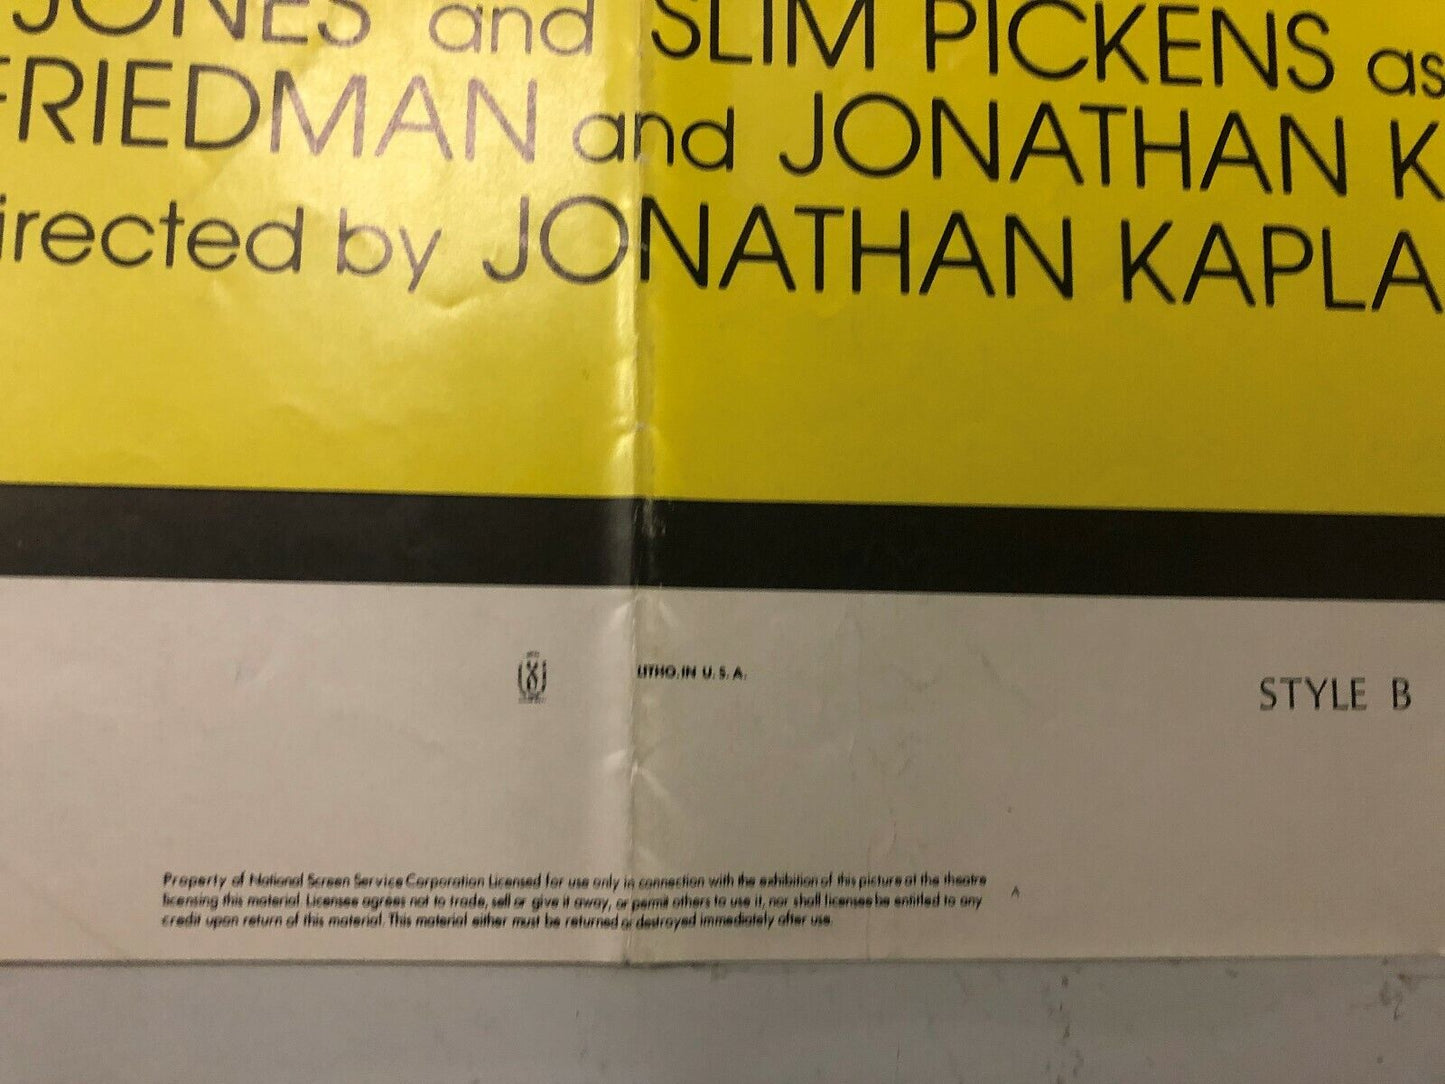 JONES and SLIM PICKENS as
FRIEDMAN and JONATHAN K
irected by JONATHAN KAPLA
LITHO. IN U. S. A.
STYLE B
Property of National Screen Service Corporation Licensed for use only in connection with the exhibition of this picture at the theatre
licensing this material. Licensee agrees not to trade, sell or give it away, or permit others to use it, nor shall licensee be entitled to any
credit upon return of this material. This material either must be returned or destroyed immediately after use.
A